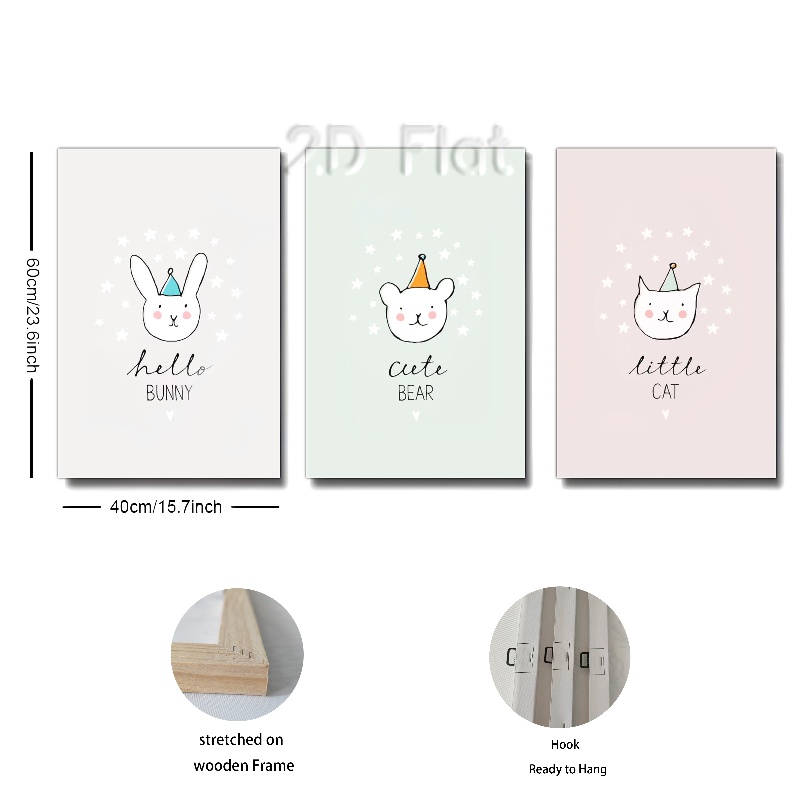 2D Flat
60cm/23.6inch
hello
BUNNY
cute
BEAR
little
CAT
40cm/15.7inch
stretched on
wooden Frame
Hook
Ready to Hang